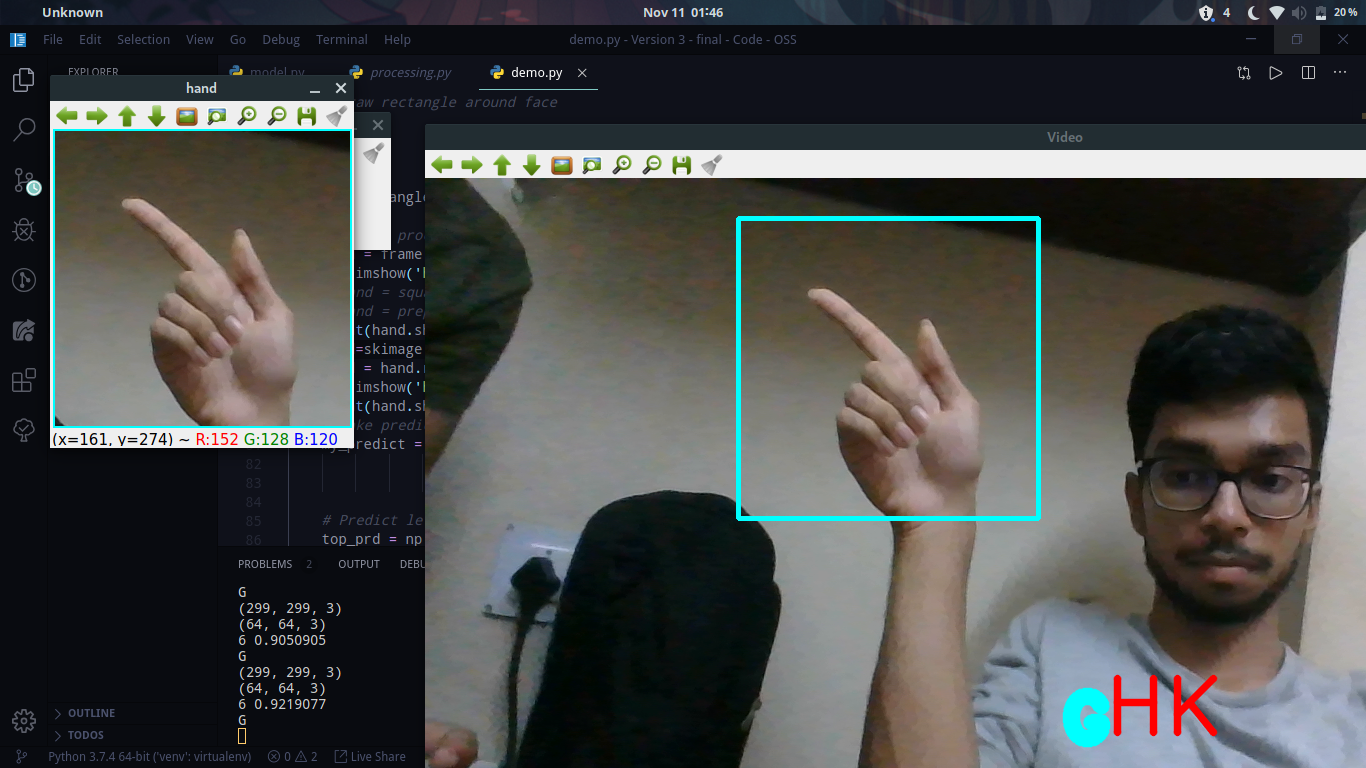 Unknown
Nov 11 01:46
4
20 %
File Edit Selection View Go Debug Terminal Help
demo.py - Version 3 - final - Code - OSS
EXPLORER
model.py
processing.py
demo.py
hand
aw rectangle around face
Video
angle
pro
= frame
imshow('h
nd = squa
nd = prep
t(hand.sh
=skimage
= hand.r
imshow('h
t(hand.sh
ke predic
y_predict =
(x=161, y=274) ~ R:152 G:128 B:120
82
83
84
85 # Predict le
86 top_prd = np
PROBLEMS 2 OUTPUT DEBU
G
(299, 299, 3)
(64, 64, 3)
6 0.9050905
G
(299, 299, 3)
(64, 64, 3)
6 0.9219077
G
GHK
OUTLINE
TODOS
Python 3.7.4 64-bit ('venv': virtualenv) 0 2 Live Share